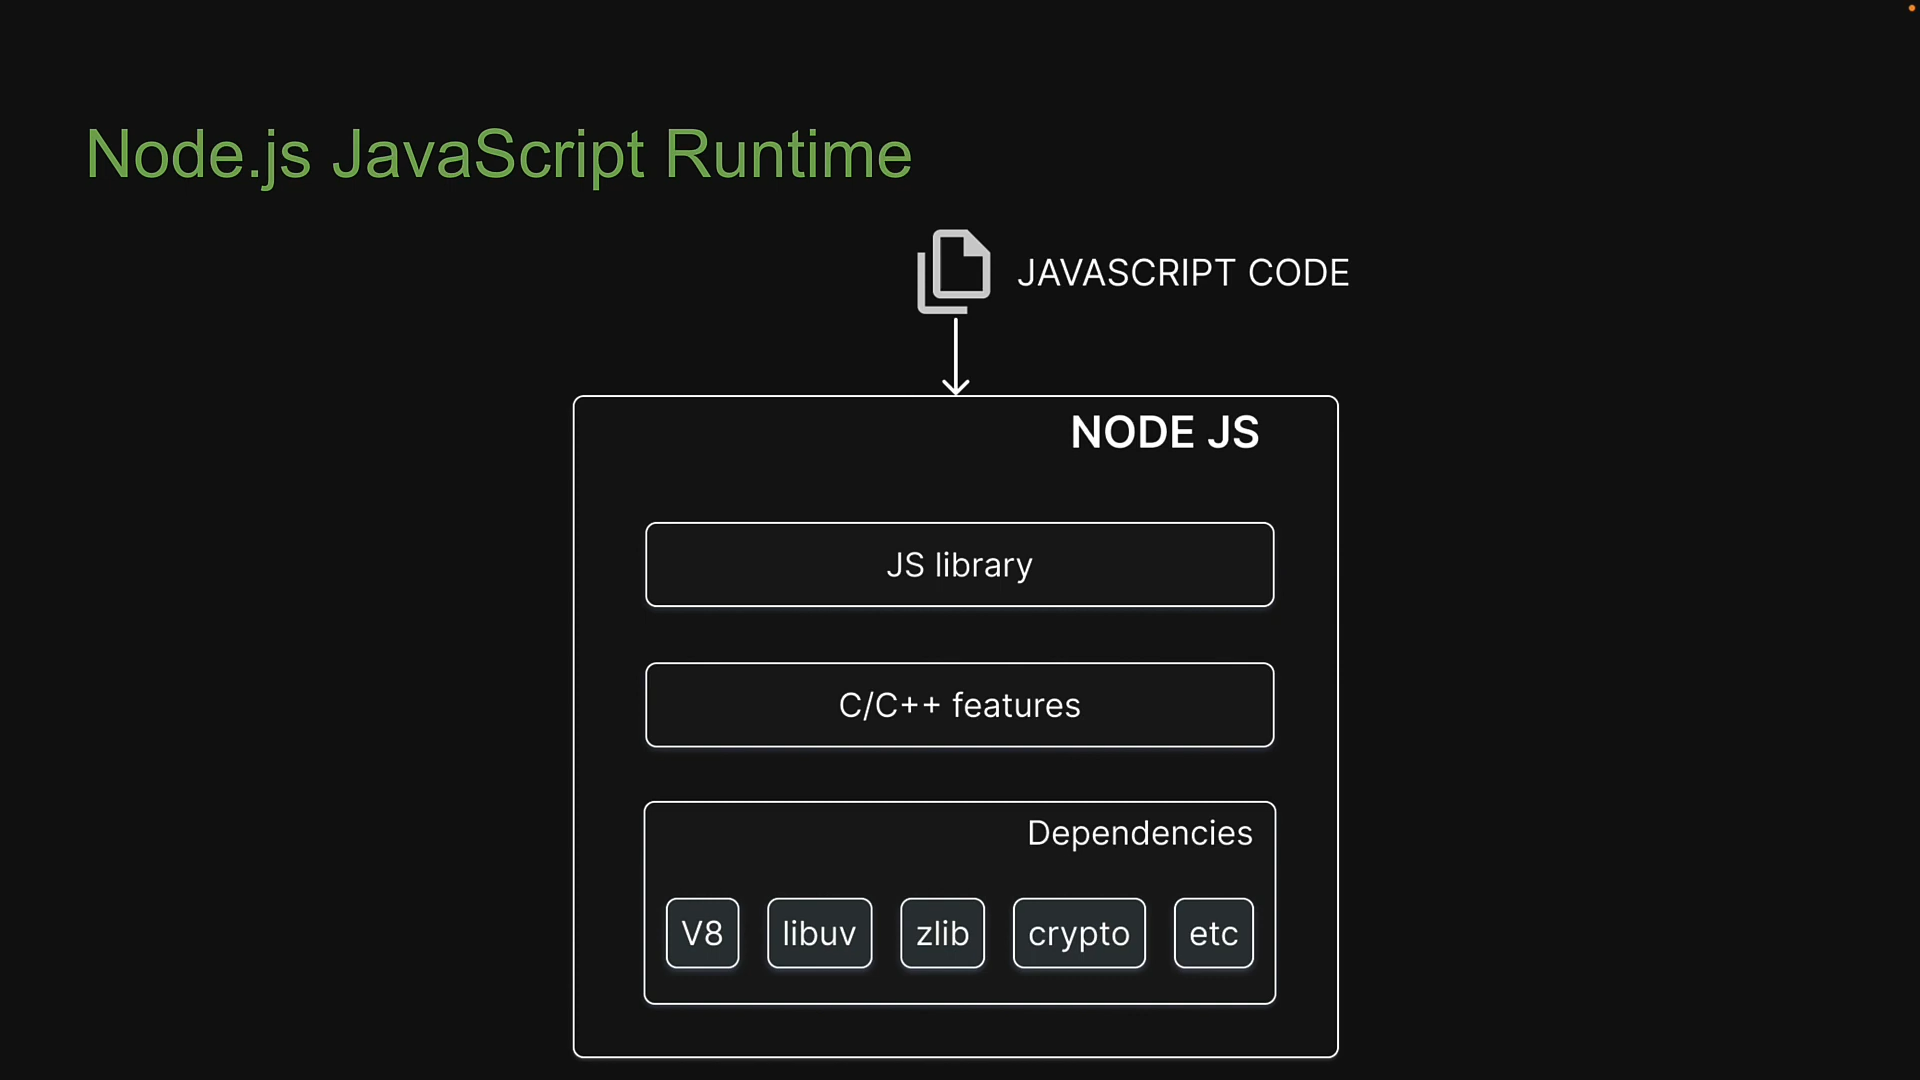 Node.js JavaScript Runtime
JAVASCRIPT CODE
NODE JS
JS library
C/C++ features
Dependencies
V8 libuv zlib crypto etc